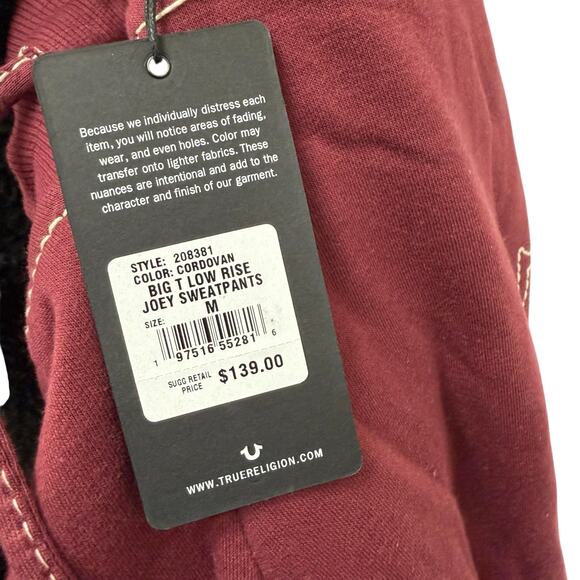 Because we individually distress each
item, you will notice areas of fading,
wear, and even holes. Color may
transfer onto lighter fabrics. These
nuances are intentional and add to the
character and finish of our garment.
STYLE: 208381
COLOR: CORDOVAN
BIG T LOW RISE
JOEY SWEATPANTS
SIZE: M
1 97516 55281 6
SUGG RETAIL PRICE $139.00
WWW.TRUERELIGION.COM